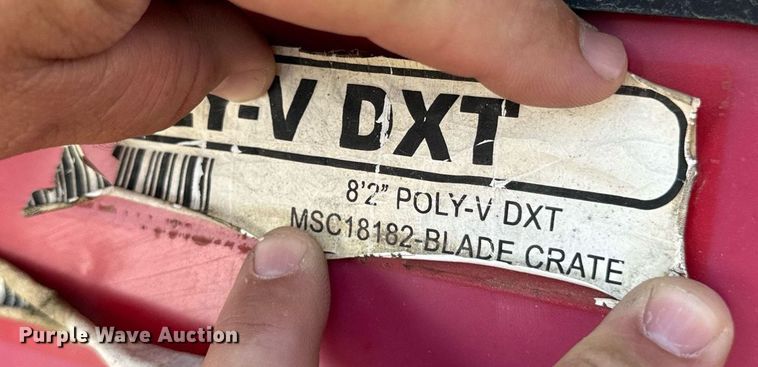 Y-V DXT
8'2" POLY-V DXT
MSC18182-BLADE CRATE
Purple Wave Auction